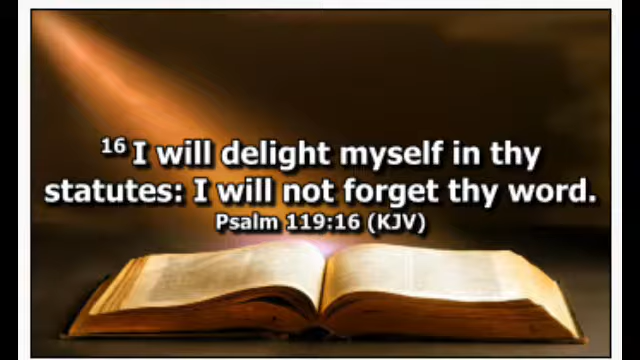 16 I will delight myself in thy
statutes: I will not forget thy word.
Psalm 119:16 (KJV)